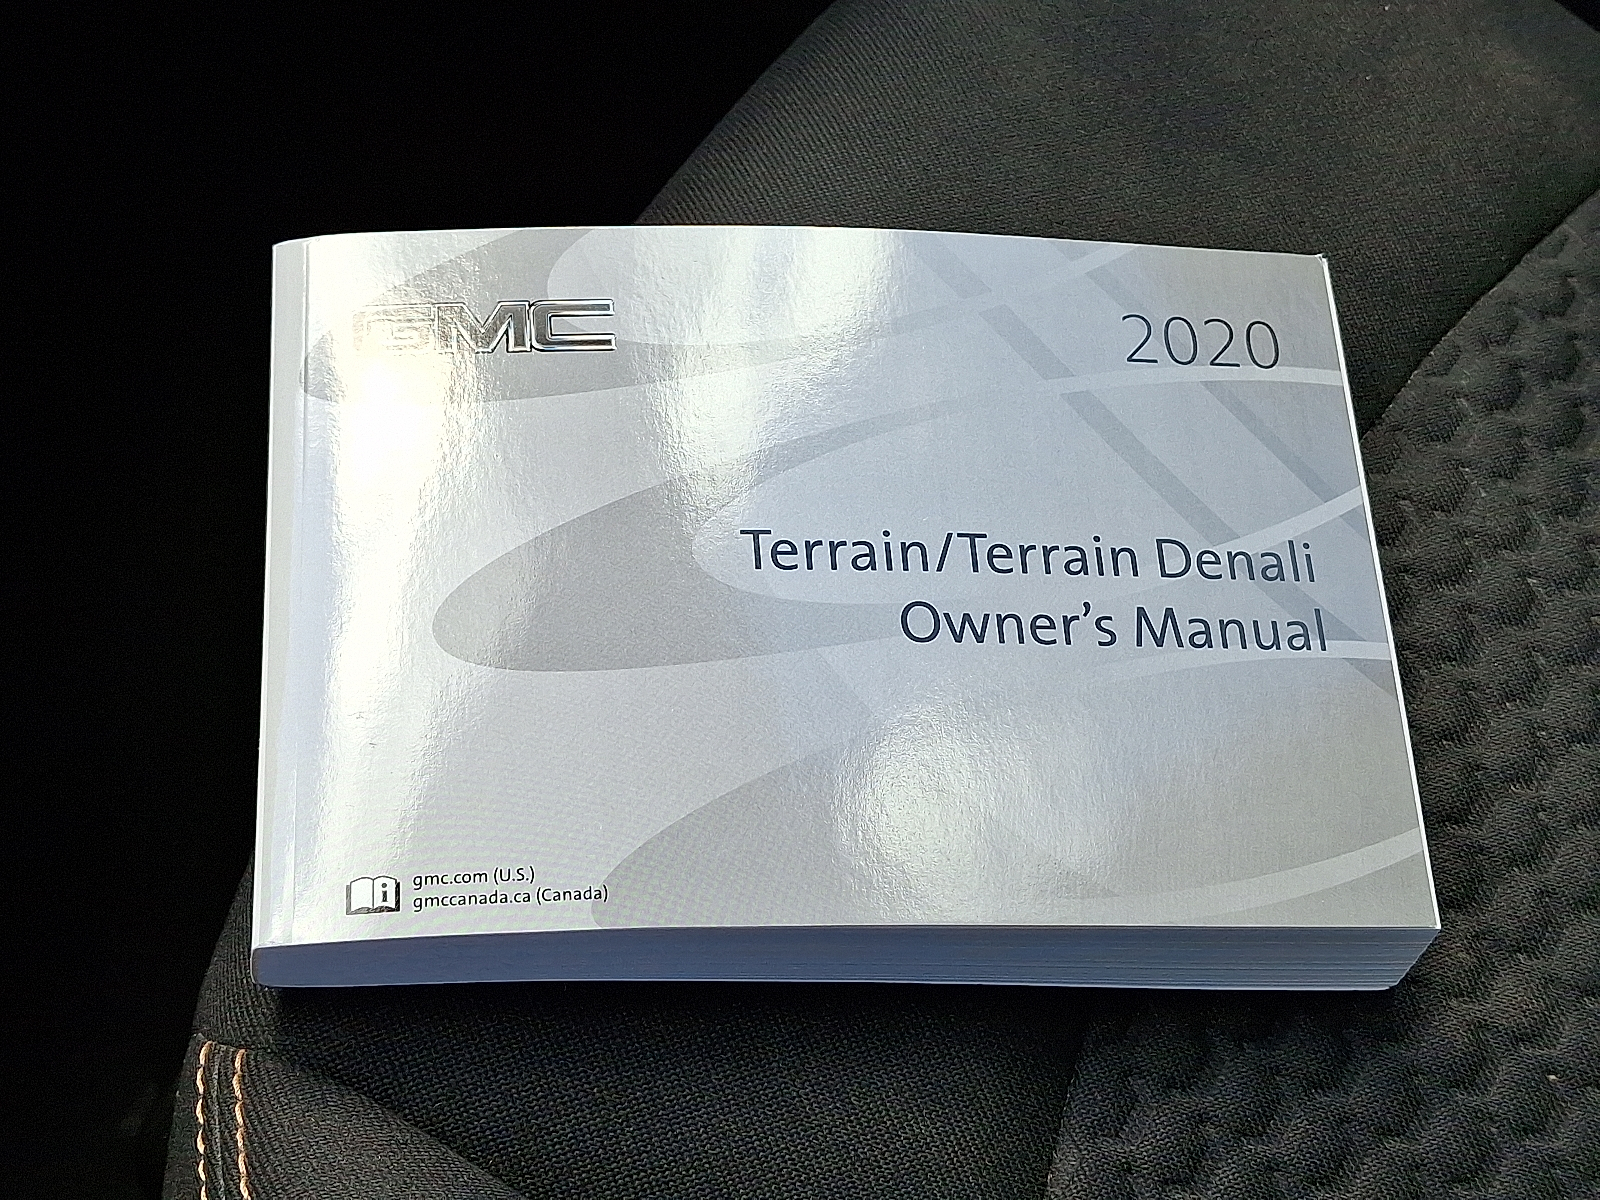 GMC
2020
Terrain/Terrain Denali
Owner's Manual
gmc.com (U.S.)
gmccanada.ca (Canada)